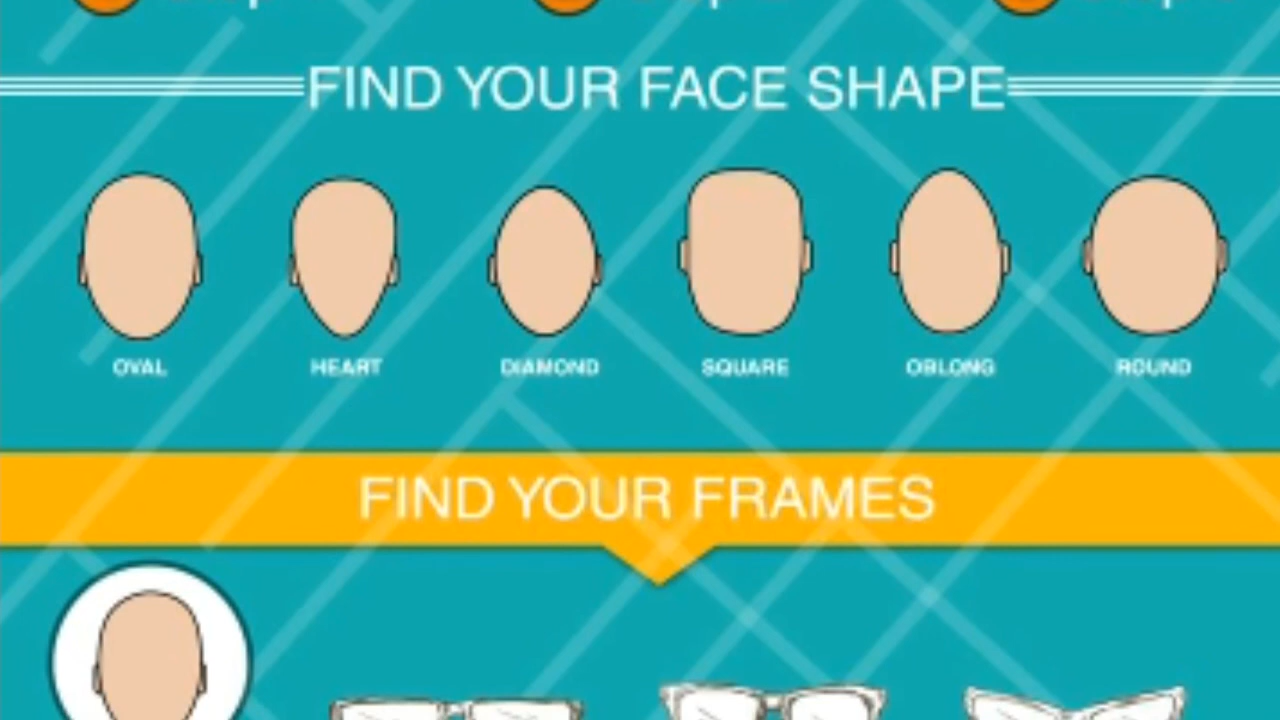 FIND YOUR FACE SHAPE
OVAL HEART DIAMOND SQUARE OBLONG ROUND
FIND YOUR FRAMES